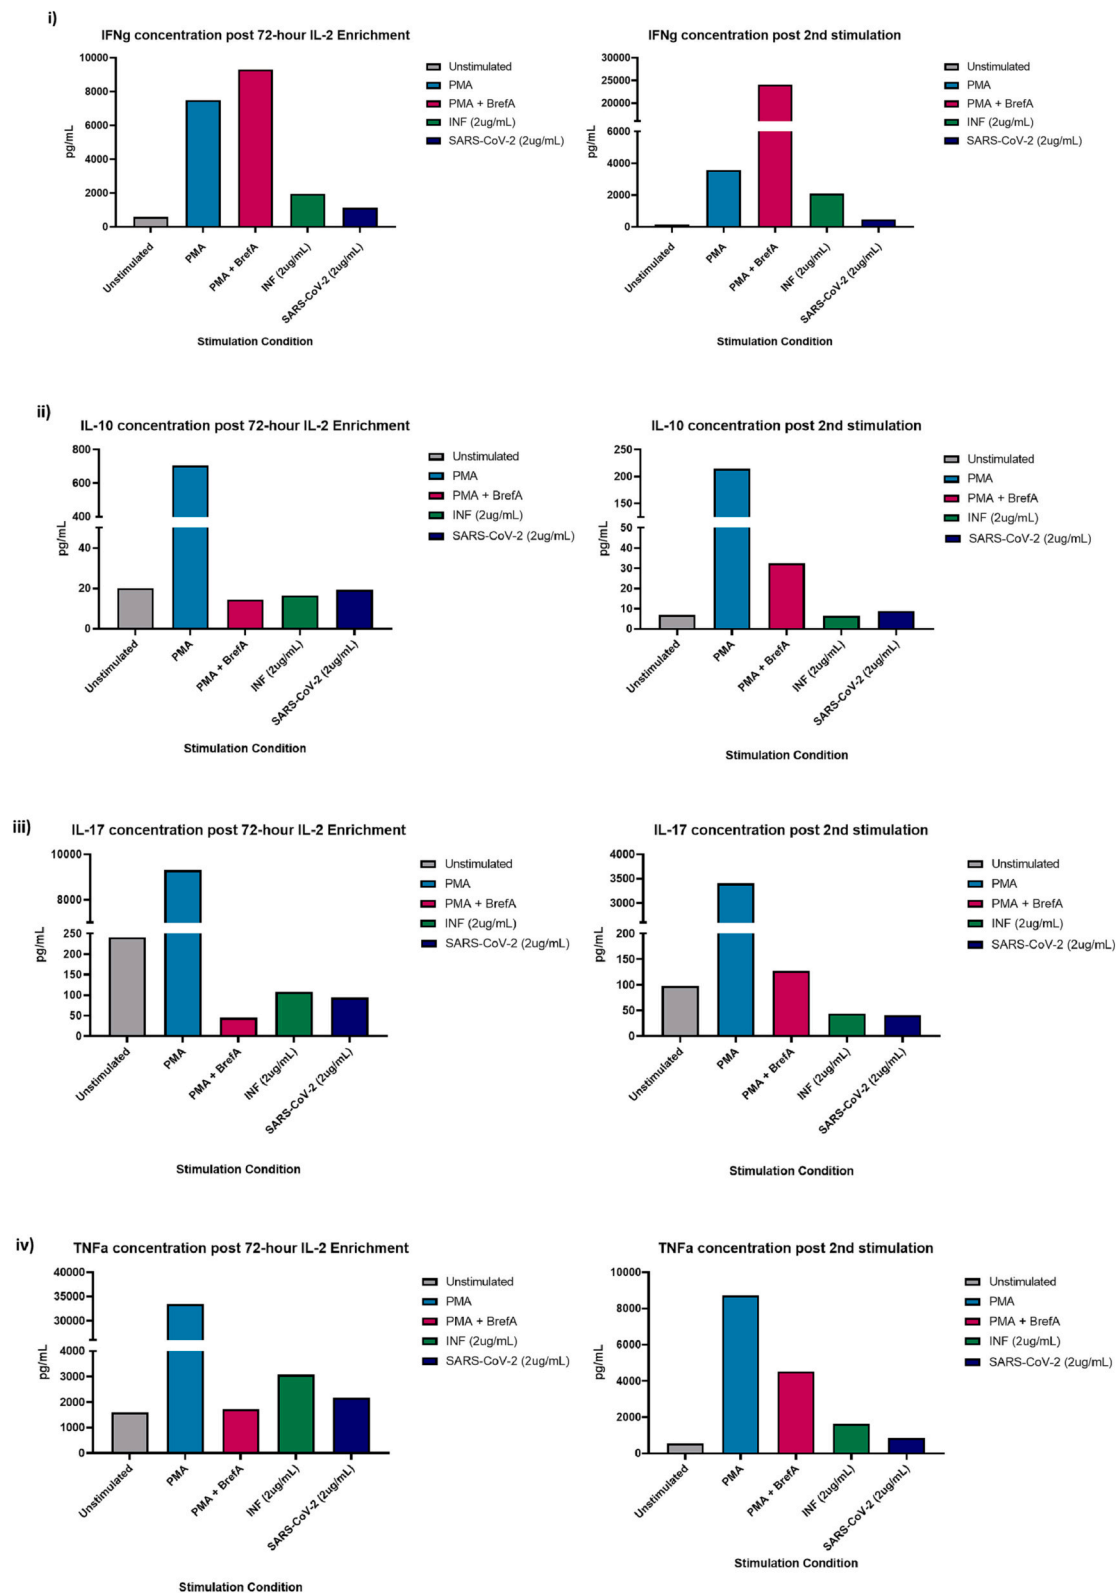 i)
IFNg concentration post 72-hour IL-2 Enrichment
pg/mL
10000
8000
6000
4000
2000
0
Unstimulated
PMA
PMA + BrefA
INF (2ug/mL)
SARS-CoV-2 (2ug/mL)
Stimulation Condition
Unstimulated
PMA
PMA + BrefA
INF (2ug/mL)
SARS-CoV-2 (2ug/mL)
IFNg concentration post 2nd stimulation
pg/mL
30000
25000
20000
6000
4000
2000
0
Unstimulated
PMA
PMA + BrefA
INF (2ug/mL)
SARS-CoV-2 (2ug/mL)
Stimulation Condition
Unstimulated
PMA
PMA + BrefA
INF (2ug/mL)
SARS-CoV-2 (2ug/mL)
ii)
IL-10 concentration post 72-hour IL-2 Enrichment
pg/mL
800
600
400
40
20
0
Unstimulated
PMA
PMA + BrefA
INF (2ug/mL)
SARS-CoV-2 (2ug/mL)
Stimulation Condition
Unstimulated
PMA
PMA + BrefA
INF (2ug/mL)
SARS-CoV-2 (2ug/mL)
IL-10 concentration post 2nd stimulation
pg/mL
250
200
150
50
40
30
20
10
0
Unstimulated
PMA
PMA + BrefA
INF (2ug/mL)
SARS-CoV-2 (2ug/mL)
Stimulation Condition
Unstimulated
PMA
PMA + BrefA
INF (2ug/mL)
SARS-CoV-2 (2ug/mL)
iii)
IL-17 concentration post 72-hour IL-2 Enrichment
pg/mL
10000
8000
250
200
150
100
50
0
Unstimulated
PMA
PMA + BrefA
INF (2ug/mL)
SARS-CoV-2 (2ug/mL)
Stimulation Condition
Unstimulated
PMA
PMA + BrefA
INF (2ug/mL)
SARS-CoV-2 (2ug/mL)
IL-17 concentration post 2nd stimulation
pg/mL
4000
3500
3000
200
150
100
50
0
Unstimulated
PMA
PMA + BrefA
INF (2ug/mL)
SARS-CoV-2 (2ug/mL)
Stimulation Condition
Unstimulated
PMA
PMA + BrefA
INF (2ug/mL)
SARS-CoV-2 (2ug/mL)
iv)
TNFa concentration post 72-hour IL-2 Enrichment
pg/mL
40000
35000
30000
4000
3000
2000
1000
0
Unstimulated
PMA
PMA + BrefA
INF (2ug/mL)
SARS-CoV-2 (2ug/mL)
Stimulation Condition
Unstimulated
PMA
PMA + BrefA
INF (2ug/mL)
SARS-CoV-2 (2ug/mL)
TNFa concentration post 2nd stimulation
pg/mL
10000
8000
6000
4000
2000
0
Unstimulated
PMA
PMA + BrefA
INF (2ug/mL)
SARS-CoV-2 (2ug/mL)
Stimulation Condition
Unstimulated
PMA
PMA + BrefA
INF (2ug/mL)
SARS-CoV-2 (2ug/mL)